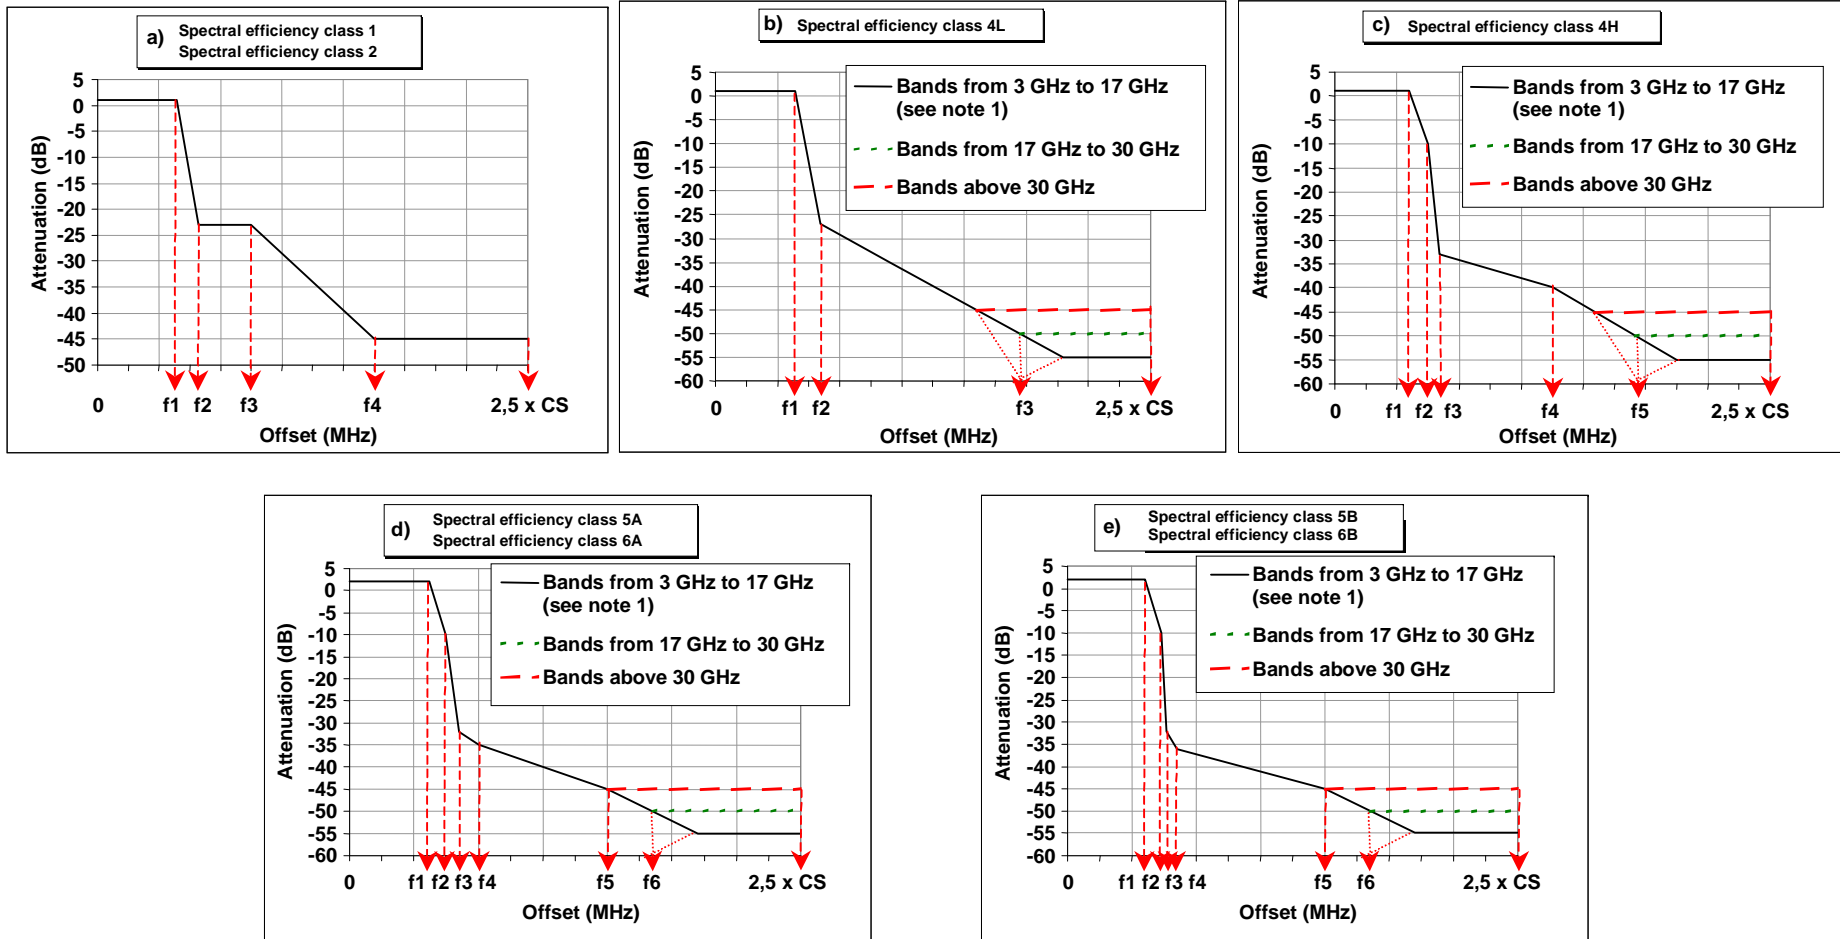 a) Spectral efficiency class 1
Spectral efficiency class 2
5
0
-5
-10
-15
-20
-25
-30
-35
-40
-45
-50
Attenuation (dB)
0 f1 f2 f3 f4 2,5 x CS
Offset (MHz)
b) Spectral efficiency class 4L
Bands from 3 GHz to 17 GHz
(see note 1)
Bands from 17 GHz to 30 GHz
Bands above 30 GHz
5
0
-5
-10
-15
-20
-25
-30
-35
-40
-45
-50
-55
-60
Attenuation (dB)
0 f1 f2 f3 2,5 x CS
Offset (MHz)
c) Spectral efficiency class 4H
Bands from 3 GHz to 17 GHz
(see note 1)
Bands from 17 GHz to 30 GHz
Bands above 30 GHz
5
0
-5
-10
-15
-20
-25
-30
-35
-40
-45
-50
-55
-60
Attenuation (dB)
0 f1 f2 f3 f4 f5 2,5 x CS
Offset (MHz)
d) Spectral efficiency class 5A
Spectral efficiency class 6A
Bands from 3 GHz to 17 GHz
(see note 1)
Bands from 17 GHz to 30 GHz
Bands above 30 GHz
5
0
-5
-10
-15
-20
-25
-30
-35
-40
-45
-50
-55
-60
Attenuation (dB)
0 f1 f2 f3 f4 f5 f6 2,5 x CS
Offset (MHz)
e) Spectral efficiency class 5B
Spectral efficiency class 6B
Bands from 3 GHz to 17 GHz
(see note 1)
Bands from 17 GHz to 30 GHz
Bands above 30 GHz
5
0
-5
-10
-15
-20
-25
-30
-35
-40
-45
-50
-55
-60
Attenuation (dB)
0 f1 f2 f3 f4 f5 f6 2,5 x CS
Offset (MHz)